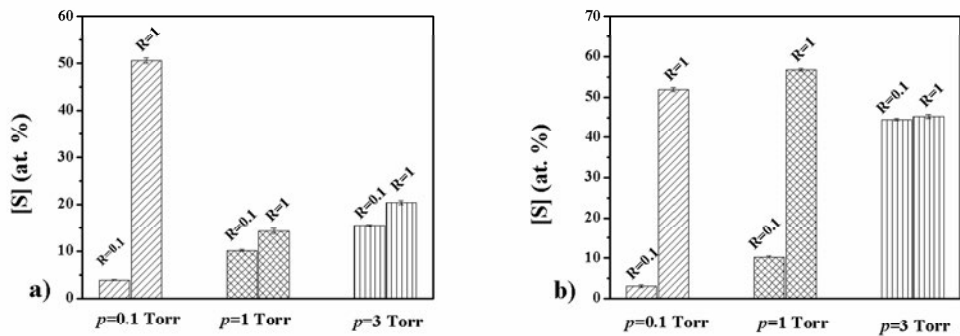 60
50
40
30
20
10
0
[S] (at. %)
R=0.1
R=1
R=0.1
R=1
R=0.1
R=1
p=0.1 Torr
p=1 Torr
p=3 Torr
a)
70
60
50
40
30
20
10
0
[S] (at. %)
R=0.1
R=1
R=0.1
R=1
R=0.1
R=1
p=0.1 Torr
p=1 Torr
p=3 Torr
b)